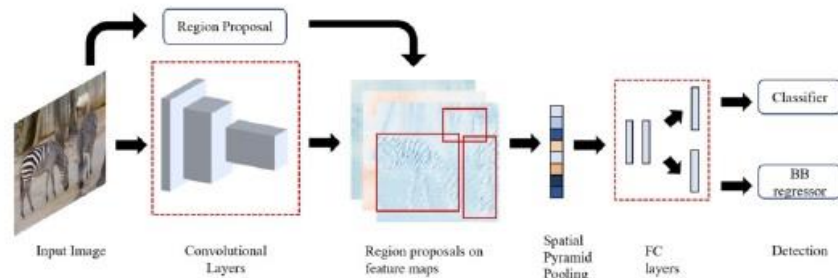 Region Proposal
Classifier
BB
regressor
Input Image
Convolutional
Layers
Region proposals on
feature maps
Spatial
Pyramid
Pooling
FC
layers
Detection